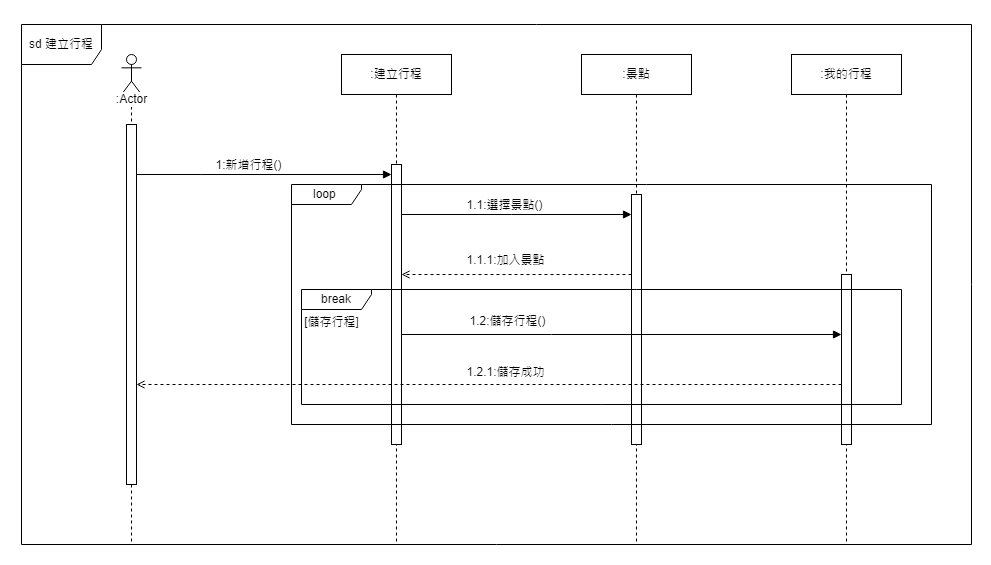 sd 建立行程
:Actor
:建立行程
:景點
:我的行程
1:新增行程()
loop
1.1:選擇景點()
1.1.1:加入景點
break
[儲存行程]
1.2:儲存行程()
1.2.1:儲存成功